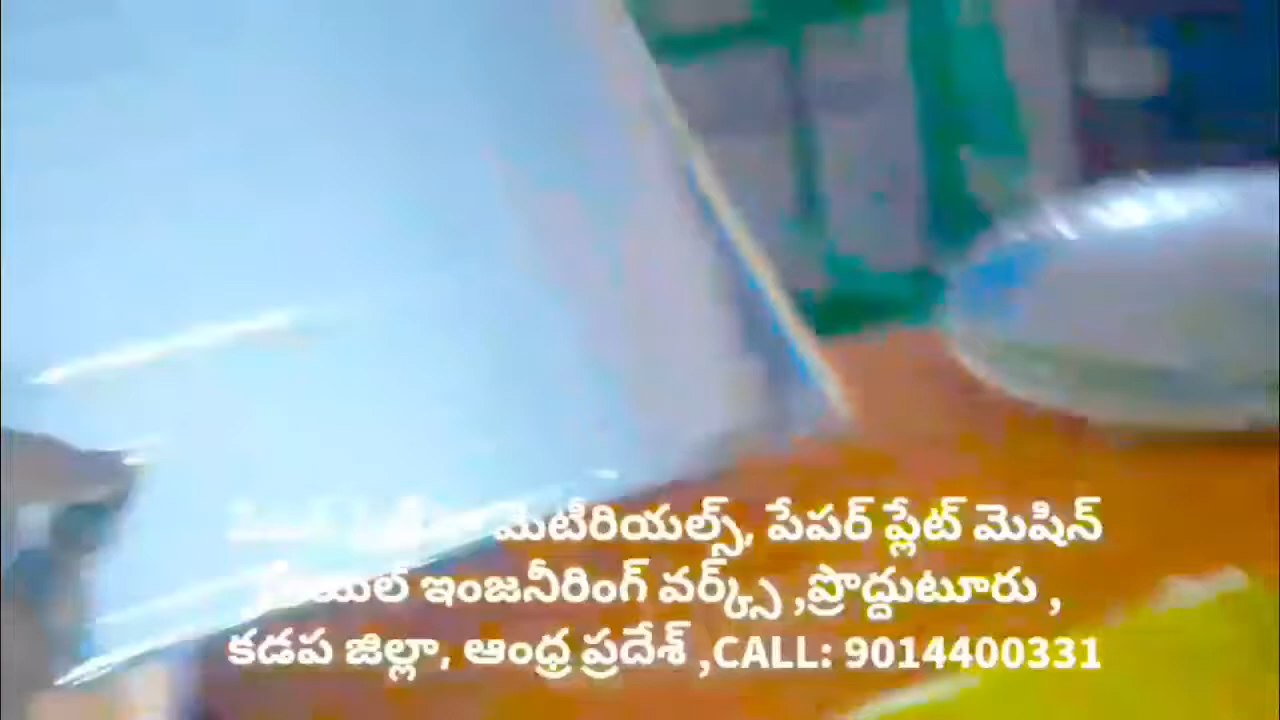 మెటీరియల్స్, పేపర్ ప్లేట్ మెషిన్
ఇంజనీరింగ్ వర్క్స్ ,ప్రొద్దుటూరు ,
కడప జిల్లా, ఆంధ్ర ప్రదేశ్ ,CALL: 9014400331